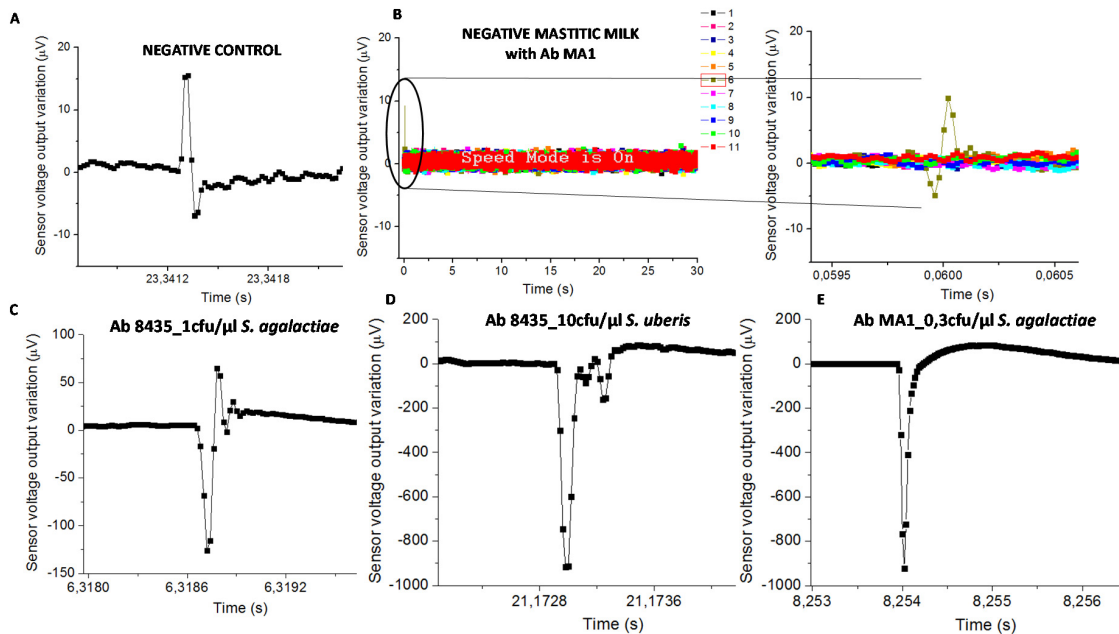 A
NEGATIVE CONTROL
Sensor voltage output variation (µV)
20
10
0
-10
23,3412
23,3418
Time (s)
B
NEGATIVE MASTITIC MILK
with Ab MA1
Sensor voltage output variation (µV)
20
10
0
-10
Speed Mode is On
0
5
10
15
20
25
30
Time (s)
1
2
3
4
5
6
7
8
9
10
11
Sensor voltage output variation (µV)
20
10
0
-10
0,0595
0,0600
0,0605
Time (s)
C
Ab 8435_1cfu/µl S. agalactiae
Sensor voltage output variation (µV)
100
50
0
-50
-100
-150
6,3180
6,3186
6,3192
Time (s)
D
Ab 8435_10cfu/µl S. uberis
Sensor voltage output variation (µV)
200
0
-200
-400
-600
-800
-1000
21,1728
21,1736
Time (s)
E
Ab MA1_0,3cfu/µl S. agalactiae
Sensor voltage output variation (µV)
200
0
-200
-400
-600
-800
-1000
8,253
8,254
8,255
8,256
Time (s)